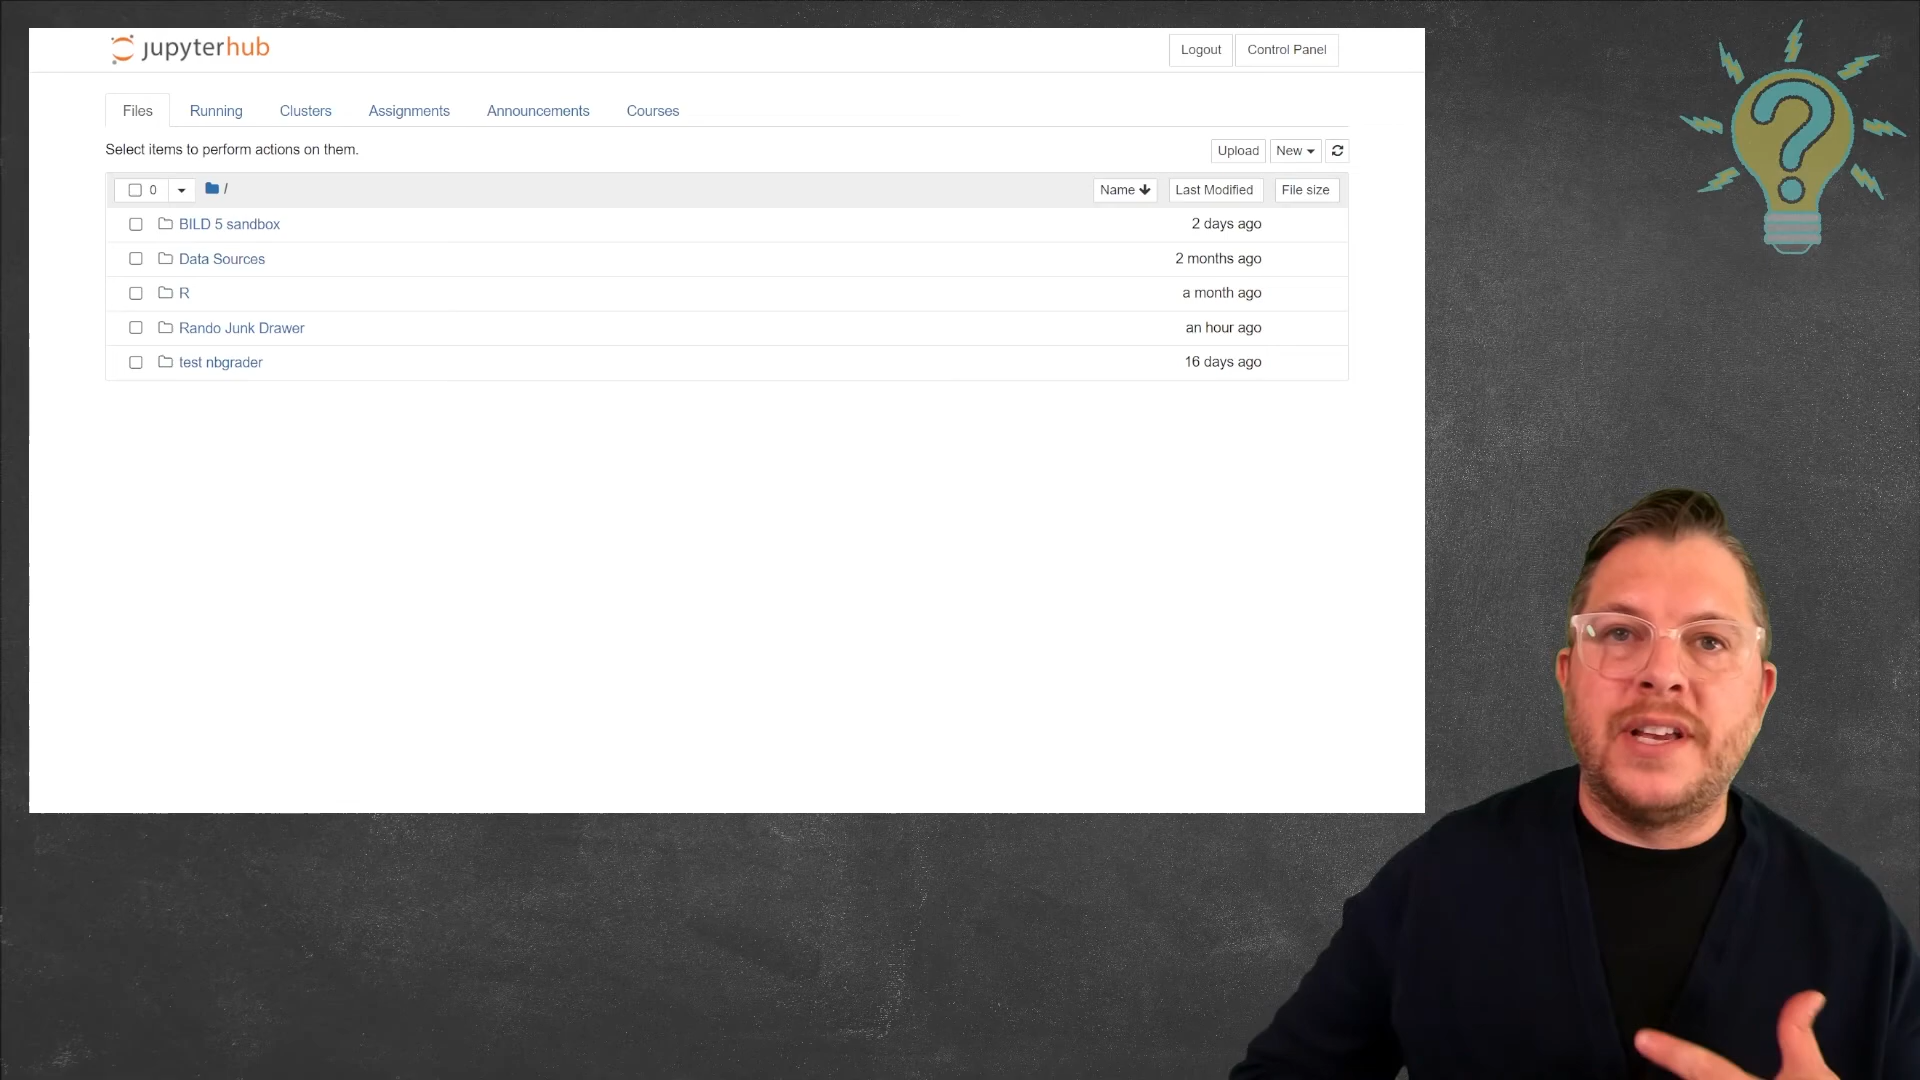 jupyterhub
Logout
Control Panel
Files
Running
Clusters
Assignments
Announcements
Courses
Select items to perform actions on them.
Upload
New
0
/
Name
Last Modified
File size
BILD 5 sandbox
2 days ago
Data Sources
2 months ago
R
a month ago
Rando Junk Drawer
an hour ago
test nbgrader
16 days ago
?